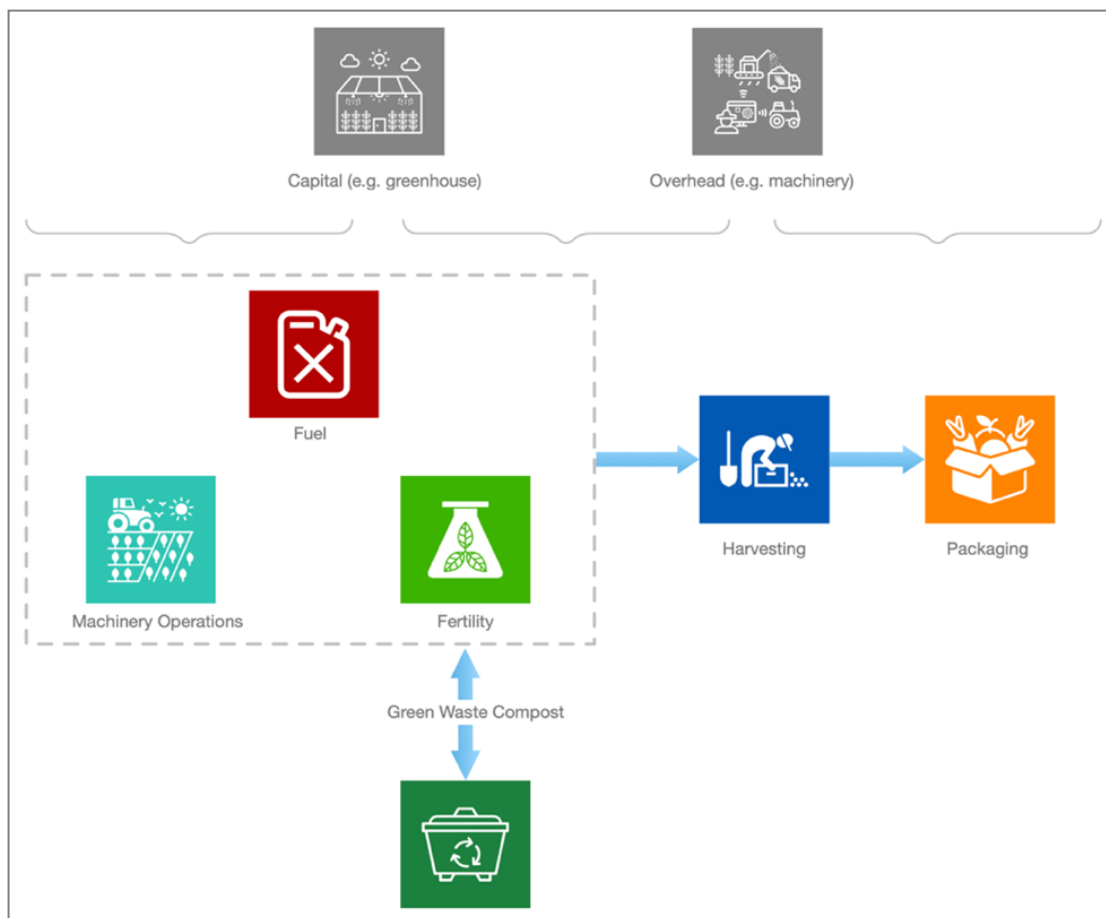 Capital (e.g. greenhouse)
Overhead (e.g. machinery)
Fuel
Machinery Operations
Fertility
Harvesting
Packaging
Green Waste Compost